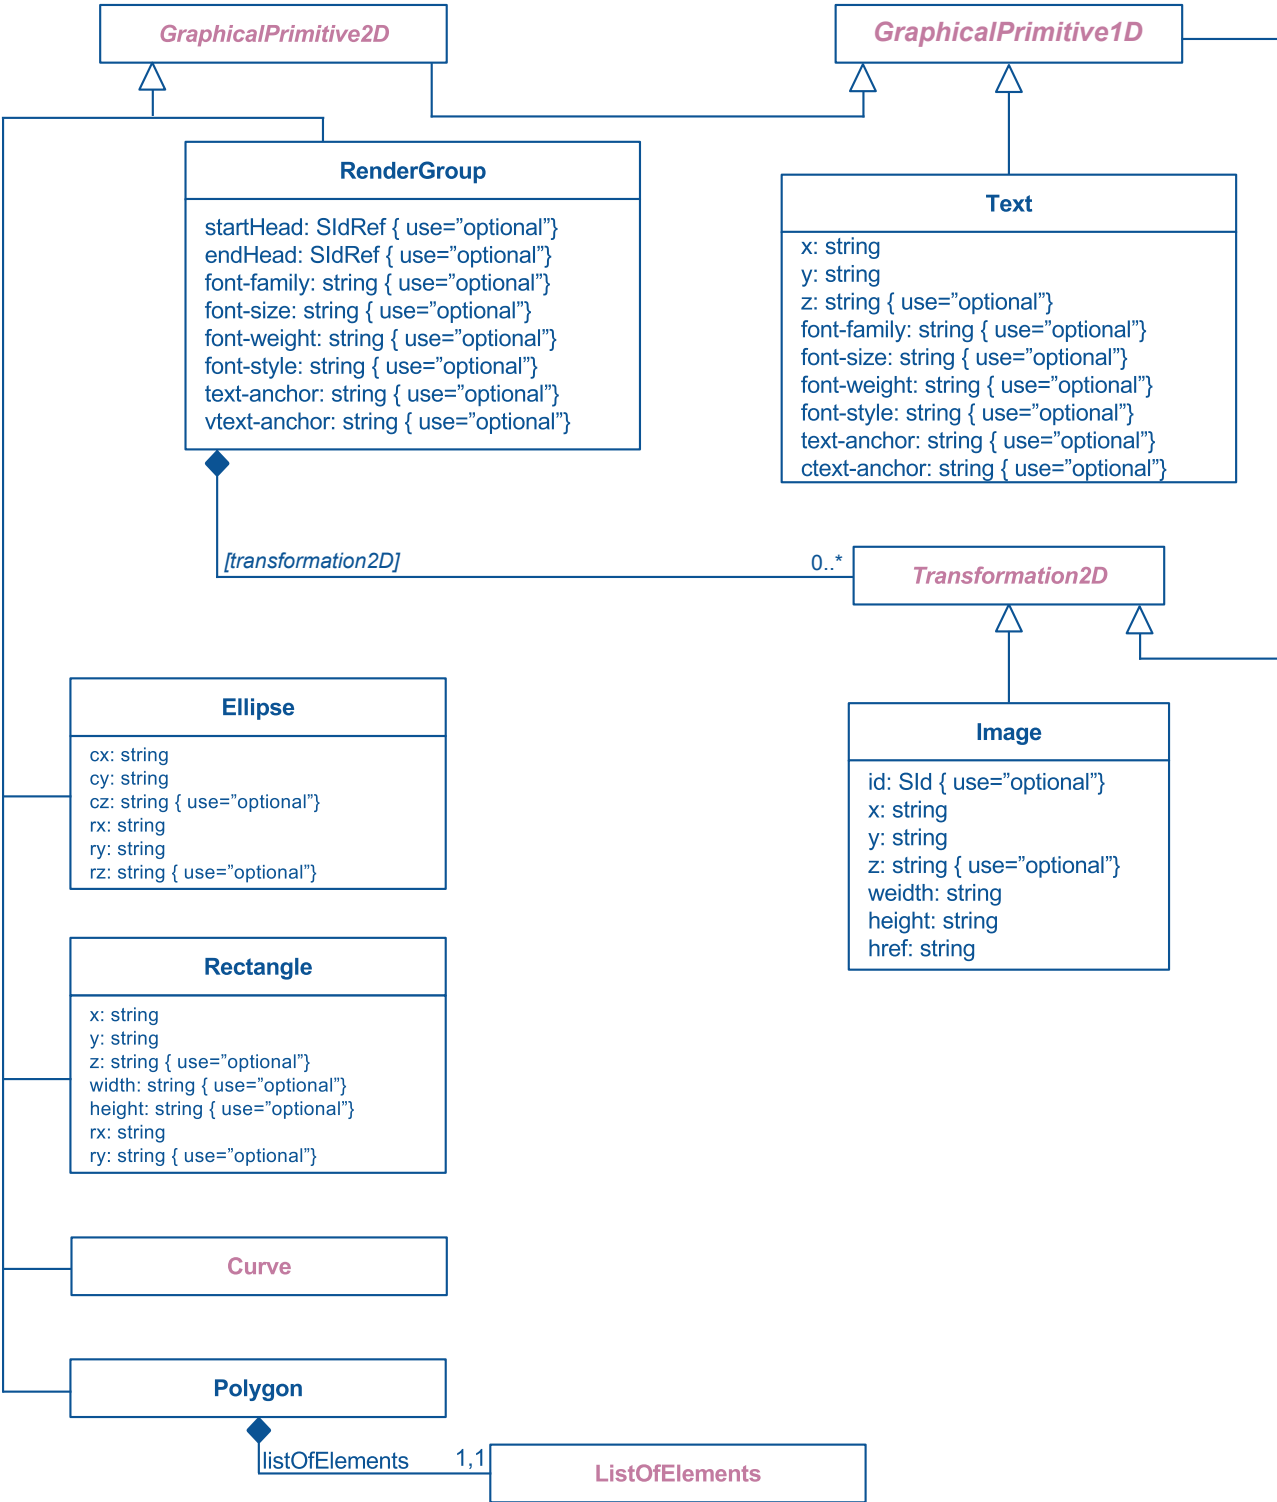 GraphicalPrimitive2D
GraphicalPrimitive1D
RenderGroup
startHead: SIdRef { use=”optional”}
endHead: SIdRef { use=”optional”}
font-family: string { use=”optional”}
font-size: string { use=”optional”}
font-weight: string { use=”optional”}
font-style: string { use=”optional”}
text-anchor: string { use=”optional”}
vtext-anchor: string { use=”optional”}
Text
x: string
y: string
z: string { use=”optional”}
font-family: string { use=”optional”}
font-size: string { use=”optional”}
font-weight: string { use=”optional”}
font-style: string { use=”optional”}
text-anchor: string { use=”optional”}
ctext-anchor: string { use=”optional”}
[transformation2D]
0..*
Transformation2D
Ellipse
cx: string
cy: string
cz: string { use=”optional”}
rx: string
ry: string
rz: string { use=”optional”}
Image
id: SId { use=”optional”}
x: string
y: string
z: string { use=”optional”}
weidth: string
height: string
href: string
Rectangle
x: string
y: string
z: string { use=”optional”}
width: string { use=”optional”}
height: string { use=”optional”}
rx: string
ry: string { use=”optional”}
Curve
Polygon
listOfElements
1,1
ListOfElements